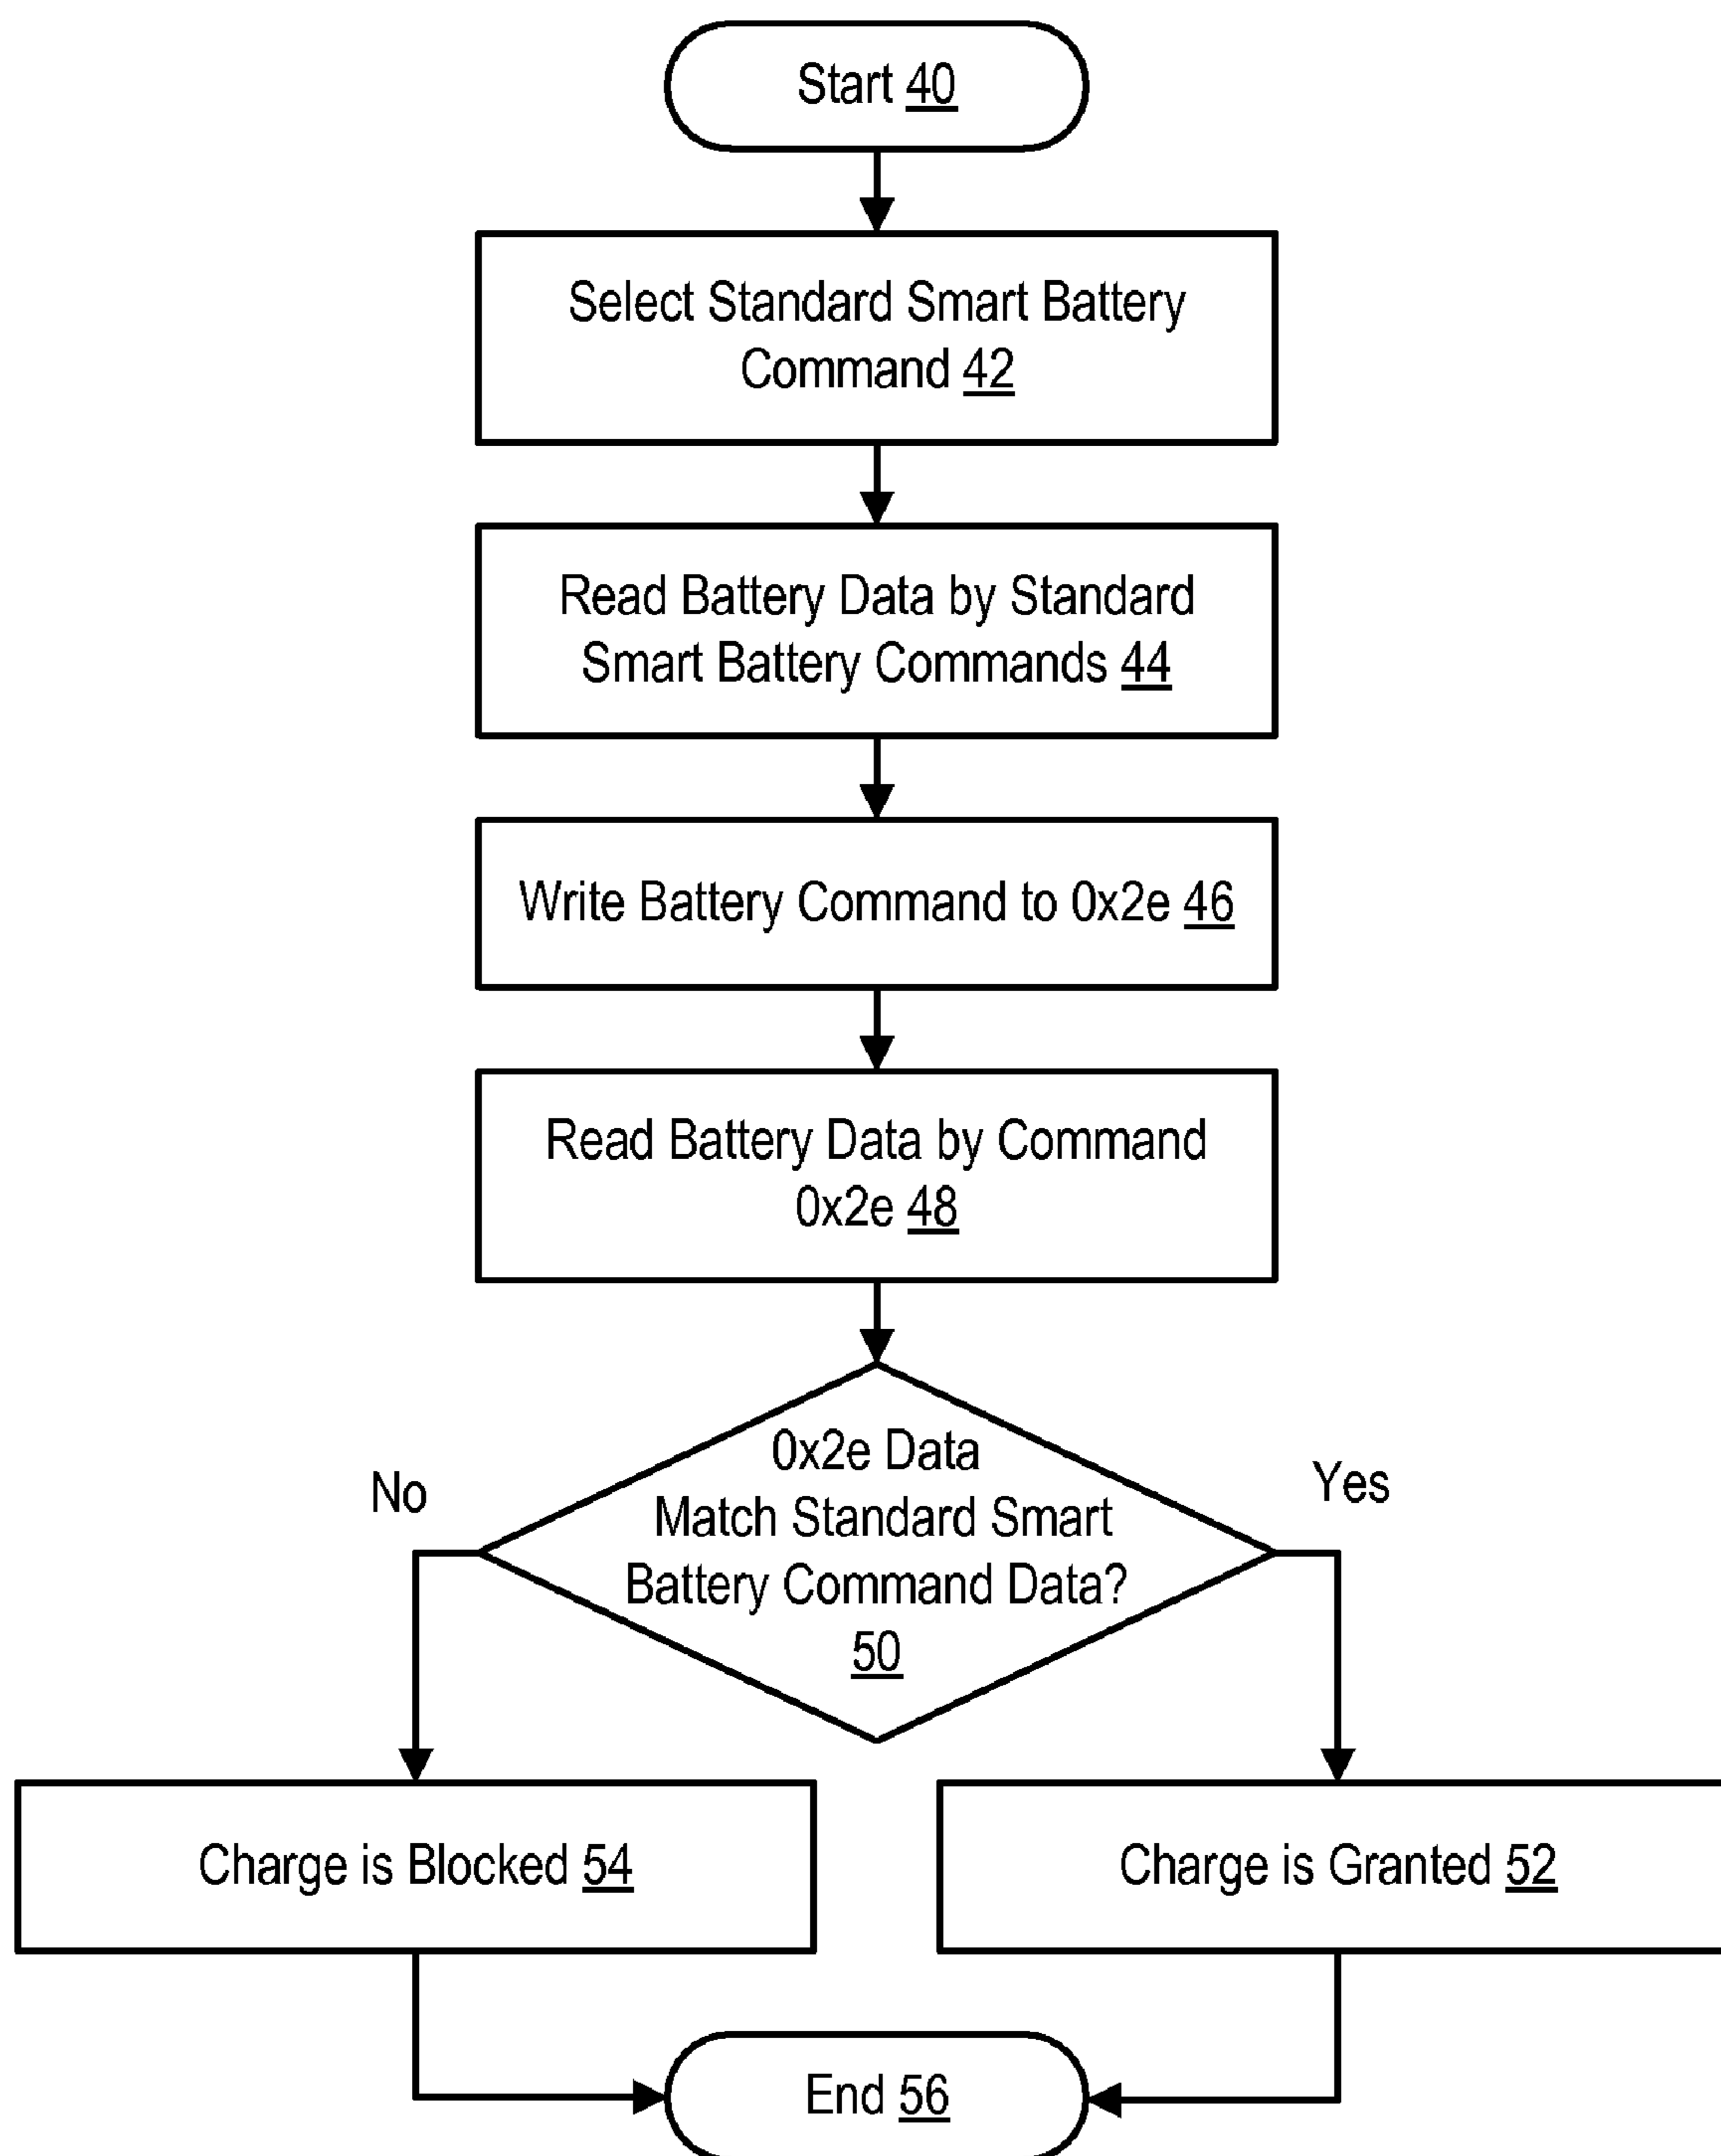 Start 40
Select Standard Smart Battery
Command 42
Read Battery Data by Standard
Smart Battery Commands 44
Write Battery Command to 0x2e 46
Read Battery Data by Command
0x2e 48
0x2e Data
Match Standard Smart
Battery Command Data?
50
No
Yes
Charge is Blocked 54
Charge is Granted 52
End 56